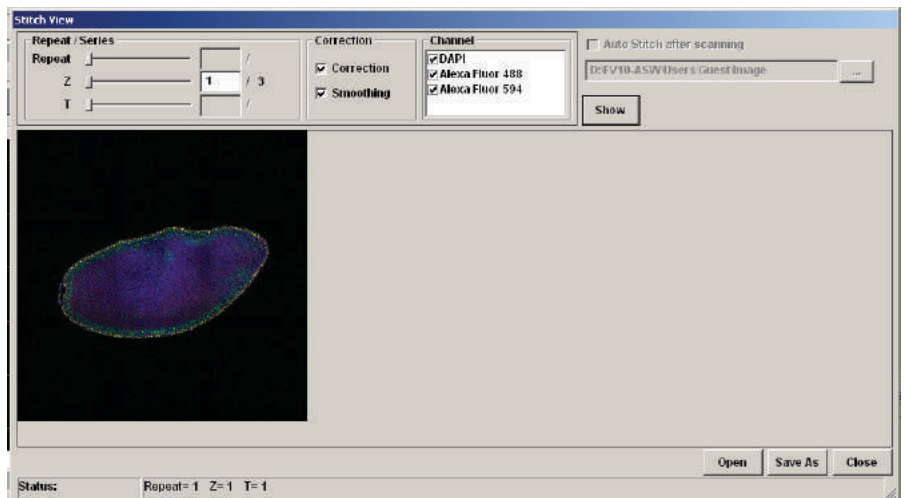 Stitch View
Repeat / Series
Repeat /
Z 1 / 3
T /
Correction
Correction
Smoothing
Channel
DAPI
Alexa Fluor 488
Alexa Fluor 594
Auto Stitch after scanning
D:\FV10-ASW\Users\Guest\Image
...
Show
Open Save As Close
Status: Repeat= 1 Z= 1 T= 1